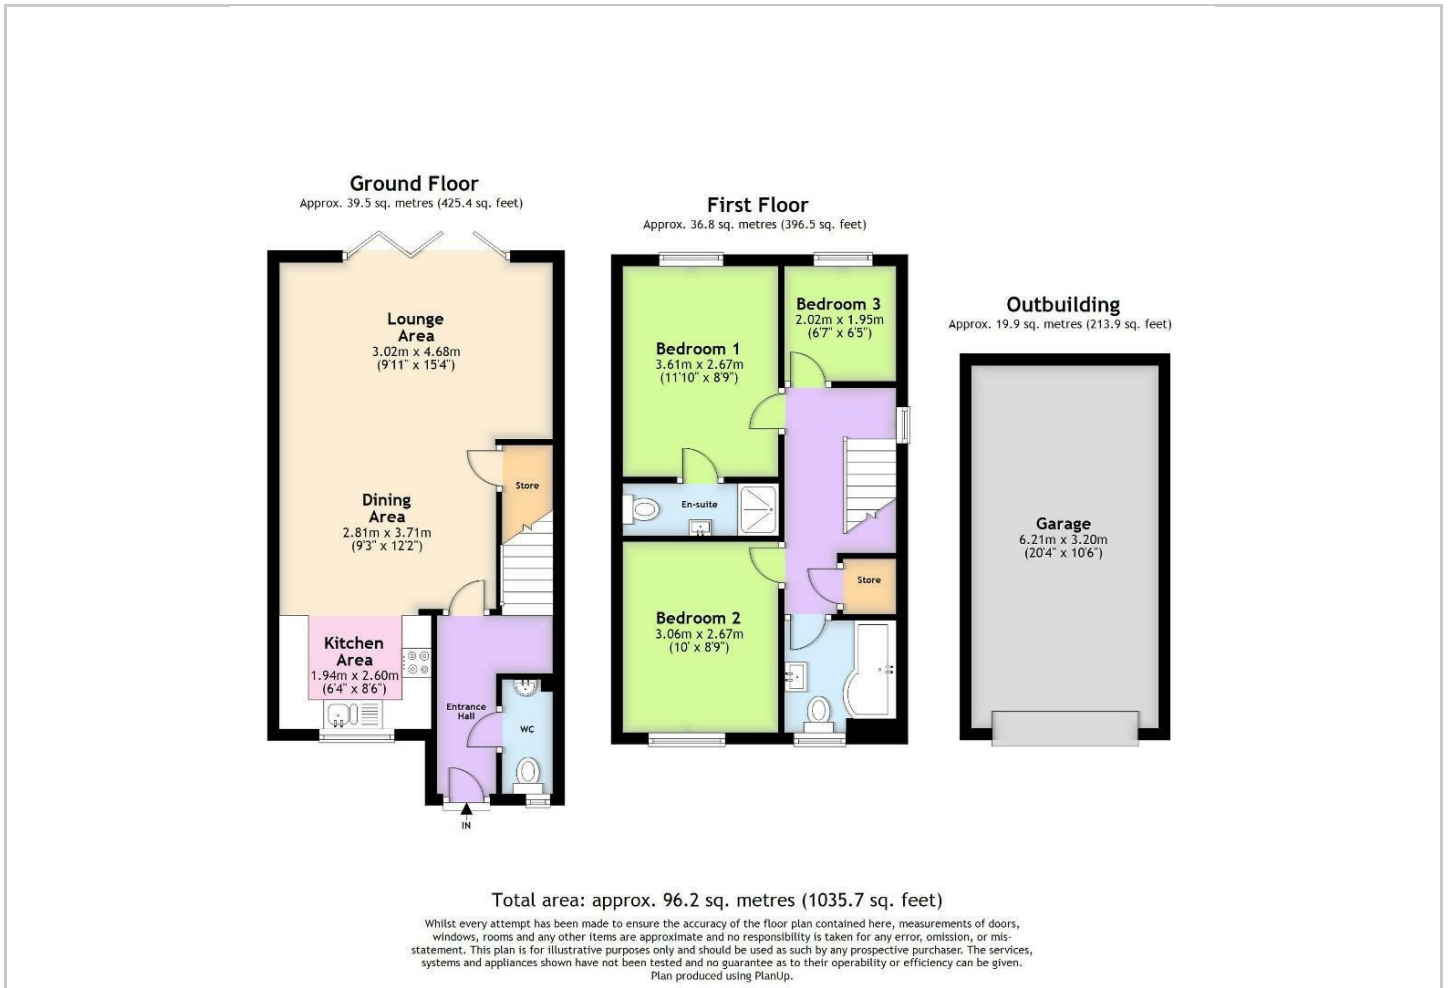 Ground Floor
Approx. 39.5 sq. metres (425.4 sq. feet)
Lounge
Area
3.02m x 4.68m
(9'11" x 15'4")
Store
Dining
Area
2.81m x 3.71m
(9'3" x 12'2")
Kitchen
Area
1.94m x 2.60m
(6'4" x 8'6")
Entrance
Hall
WC
IN
First Floor
Approx. 36.8 sq. metres (396.5 sq. feet)
Bedroom 3
2.02m x 1.95m
(6'7" x 6'5")
Bedroom 1
3.61m x 2.67m
(11'10" x 8'9")
En-suite
Store
Bedroom 2
3.06m x 2.67m
(10' x 8'9")
Outbuilding
Approx. 19.9 sq. metres (213.9 sq. feet)
Garage
6.21m x 3.20m
(20'4" x 10'6")
Total area: approx. 96.2 sq. metres (1035.7 sq. feet)
Whilst every attempt has been made to ensure the accuracy of the floor plan contained here, measurements of doors,
windows, rooms and any other items are approximate and no responsibility is taken for any error, omission, or mis-
statement. This plan is for illustrative purposes only and should be used as such by any prospective purchaser. The services,
systems and appliances shown have not been tested and no guarantee as to their operability or efficiency can be given.
Plan produced using PlanUp.